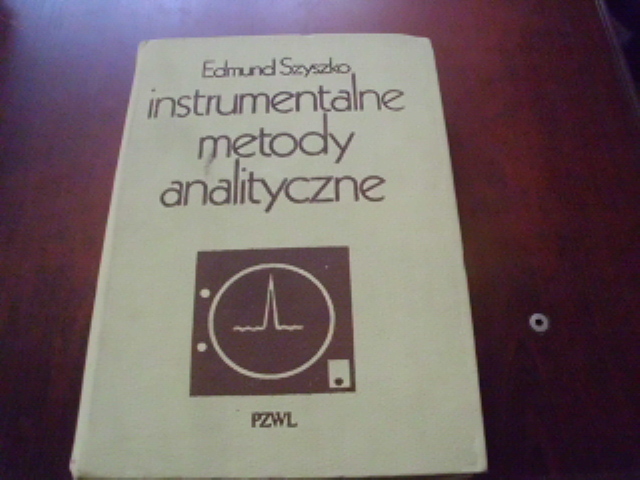 Edmund Szyszko
instrumentalne
metody
analityczne
PZWL